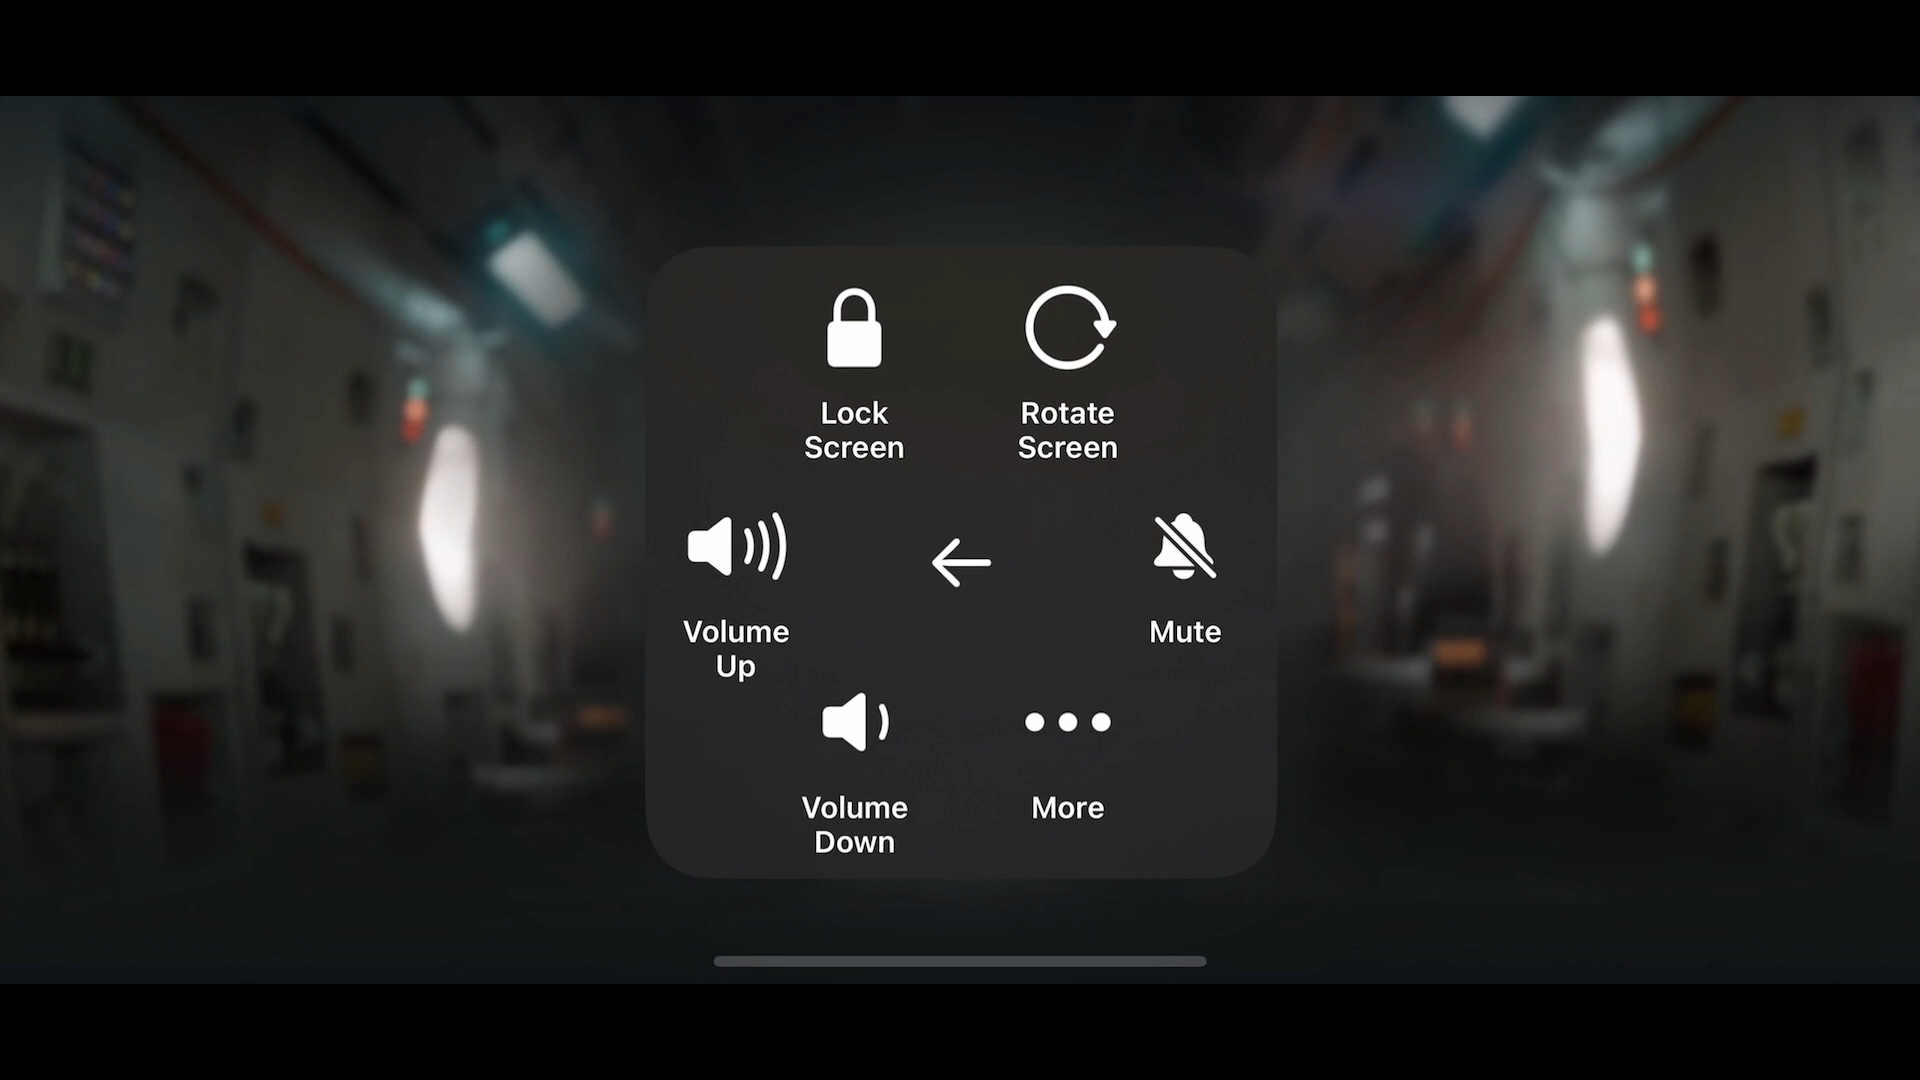 Lock
Screen
Rotate
Screen
Volume
Up
Mute
Volume
Down
More